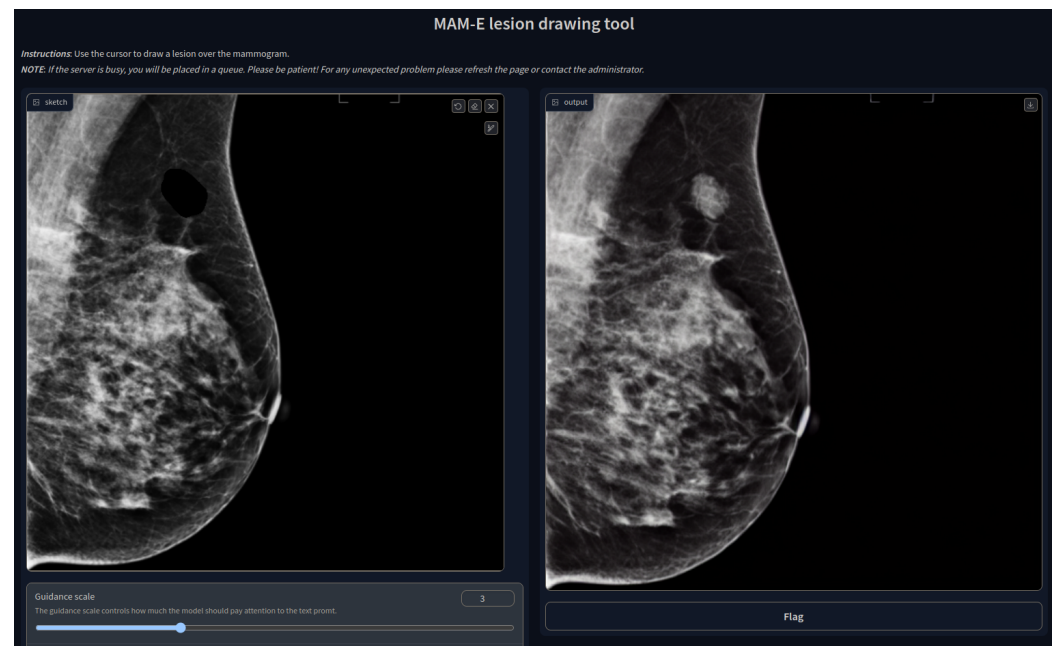 MAM-E lesion drawing tool
Instructions: Use the cursor to draw a lesion over the mammogram.
NOTE: If the server is busy, you will be placed in a queue. Please be patient! For any unexpected problem please refresh the page or contact the administrator.
sketch
output
Guidance scale
3
The guidance scale controls how much the model should pay attention to the text promt.
Flag